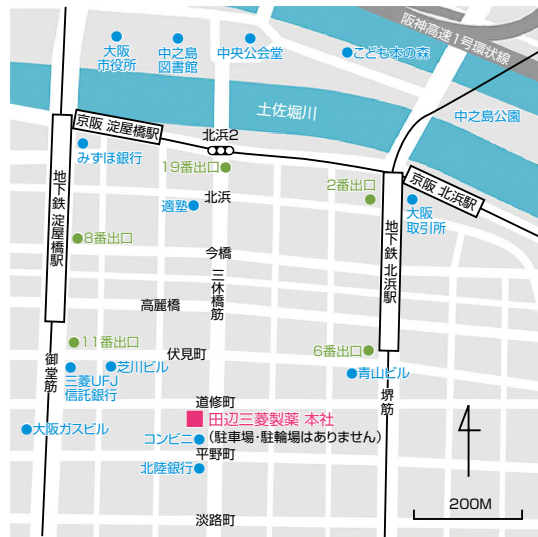 阪神高速1号環状線
大阪
市役所
中之島
図書館
中央公会堂
こども本の森
土佐堀川
中之島公園
京阪 淀屋橋駅
北浜2
みずほ銀行
19番出口
京阪 北浜駅
地下鉄 淀屋橋駅
適塾
北浜
2番出口
大阪
取引所
8番出口
今橋
地下鉄 北浜駅
三休橋筋
高麗橋
11番出口
伏見町
6番出口
御堂筋
三菱UFJ
信託銀行
芝川ビル
青山ビル
堺筋
道修町
田辺三菱製薬 本社
大阪ガスビル
コンビニ
(駐車場・駐輪場はありません)
平野町
北陸銀行
淡路町
200M